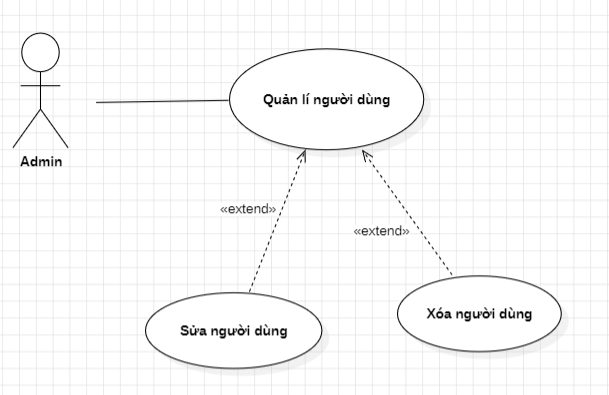 Quản lí người dùng
Admin
«extend»
«extend»
Xóa người dùng
Sửa người dùng